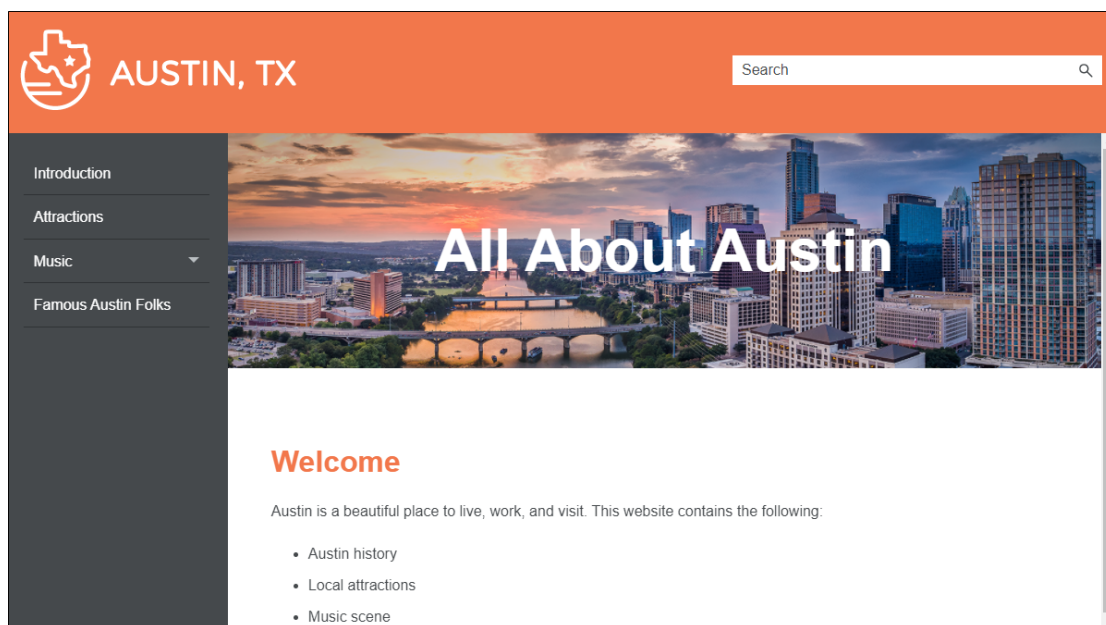 AUSTIN, TX
Search
Introduction
Attractions
Music
Famous Austin Folks
All About Austin
Welcome
Austin is a beautiful place to live, work, and visit. This website contains the following:
• Austin history
• Local attractions
• Music scene